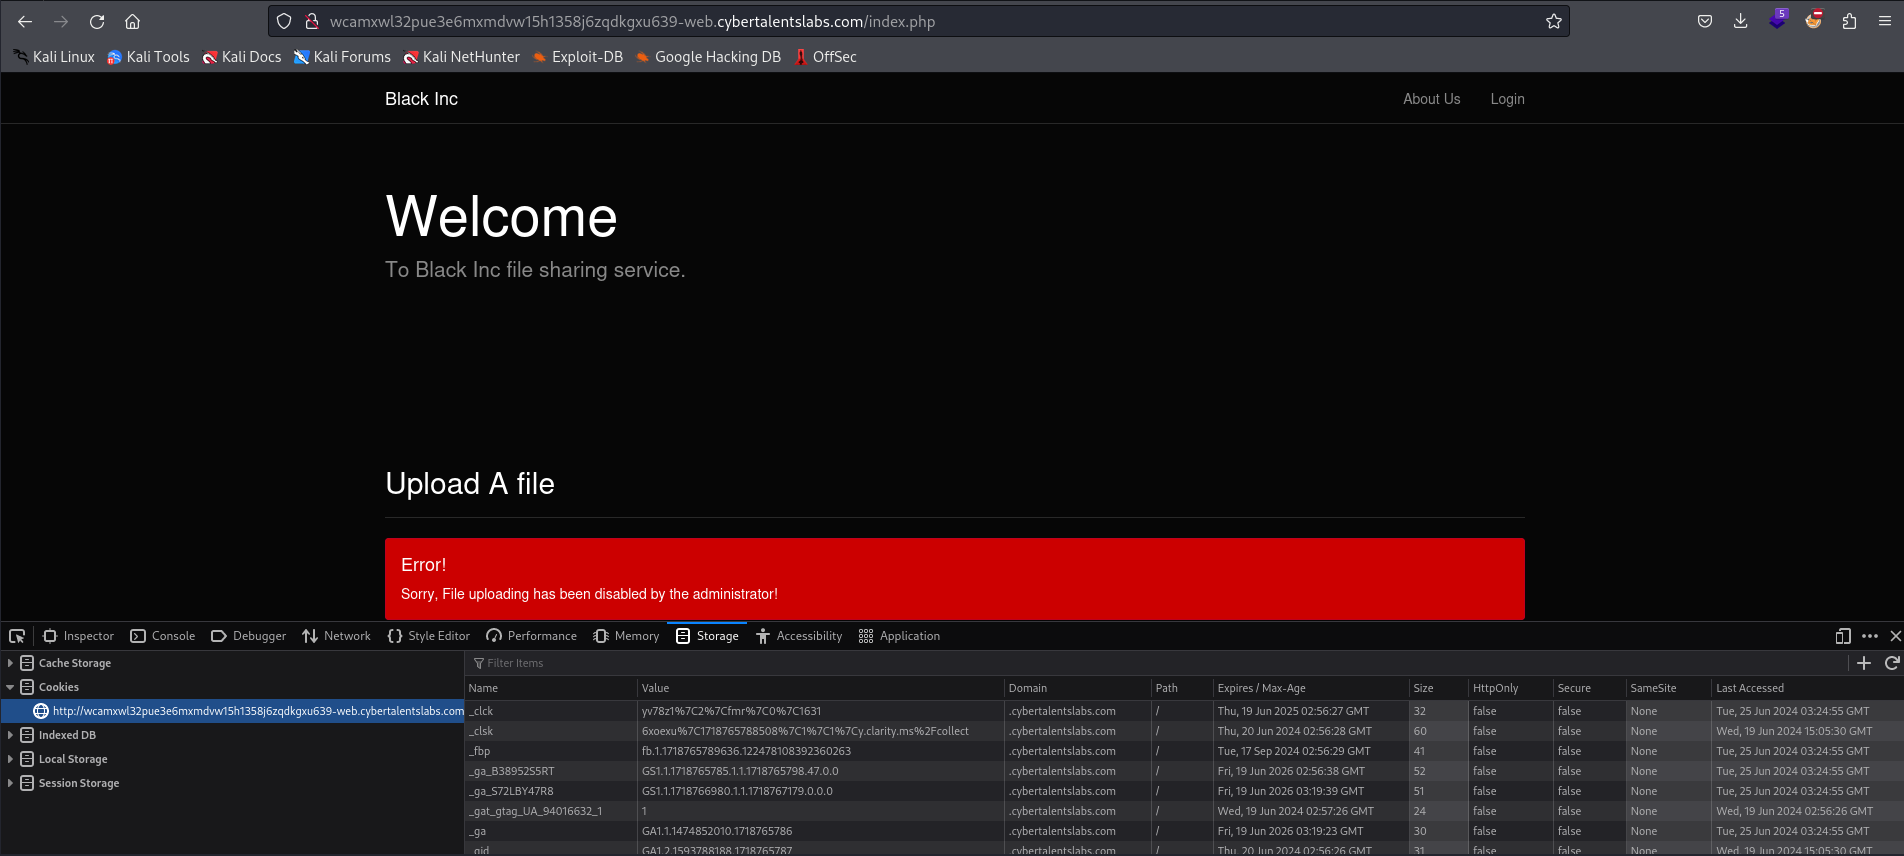 wcamxwl32pue3e6mxmdvw15h1358j6zqdkgxu639-web.cybertalentslabs.com/index.php
5
Kali Linux Kali Tools Kali Docs Kali Forums Kali NetHunter Exploit-DB Google Hacking DB OffSec
Black Inc About Us Login
Welcome
To Black Inc file sharing service.
Upload A file
Error!
Sorry, File uploading has been disabled by the administrator!
Inspector Console Debugger Network Style Editor Performance Memory Storage Accessibility Application
Cache Storage
Cookies
http://wcamxwl32pue3e6mxmdvw15h1358j6zqdkgxu639-web.cybertalentslabs.com
Indexed DB
Local Storage
Session Storage
Filter Items
Name Value Domain Path Expires / Max-Age Size HttpOnly Secure SameSite Last Accessed
_clck yv78z1%7C2%7Cfmr%7C0%7C1631 .cybertalentslabs.com / Thu, 19 Jun 2025 02:56:27 GMT 32 false false None Tue, 25 Jun 2024 03:24:55 GMT
_clsk 6xoexu%7C1718765788508%7C1%7C1%7Cy.clarity.ms%2Fcollect .cybertalentslabs.com / Thu, 20 Jun 2024 02:56:28 GMT 60 false false None Wed, 19 Jun 2024 15:05:30 GMT
_fbp fb.1.1718765789636.122478108392360263 .cybertalentslabs.com / Tue, 17 Sep 2024 02:56:29 GMT 41 false false None Tue, 25 Jun 2024 03:24:55 GMT
_ga_B38952S5RT GS1.1.1718765785.1.1.1718765798.47.0.0 .cybertalentslabs.com / Fri, 19 Jun 2026 02:56:38 GMT 52 false false None Tue, 25 Jun 2024 03:24:55 GMT
_ga_S72LBY47R8 GS1.1.1718766980.1.1.1718767179.0.0.0 .cybertalentslabs.com / Fri, 19 Jun 2026 03:19:39 GMT 51 false false None Tue, 25 Jun 2024 03:24:55 GMT
_gat_gtag_UA_94016632_1 1 .cybertalentslabs.com / Wed, 19 Jun 2024 02:57:26 GMT 24 false false None Wed, 19 Jun 2024 02:56:26 GMT
_ga GA1.1.1474852010.1718765786 .cybertalentslabs.com / Fri, 19 Jun 2026 03:19:23 GMT 30 false false None Tue, 25 Jun 2024 03:24:55 GMT
_gid GA1.2.1593788188.1718765787 .cybertalentslabs.com / Thu, 20 Jun 2024 02:56:26 GMT 31 false false None Wed, 19 Jun 2024 15:05:30 GMT